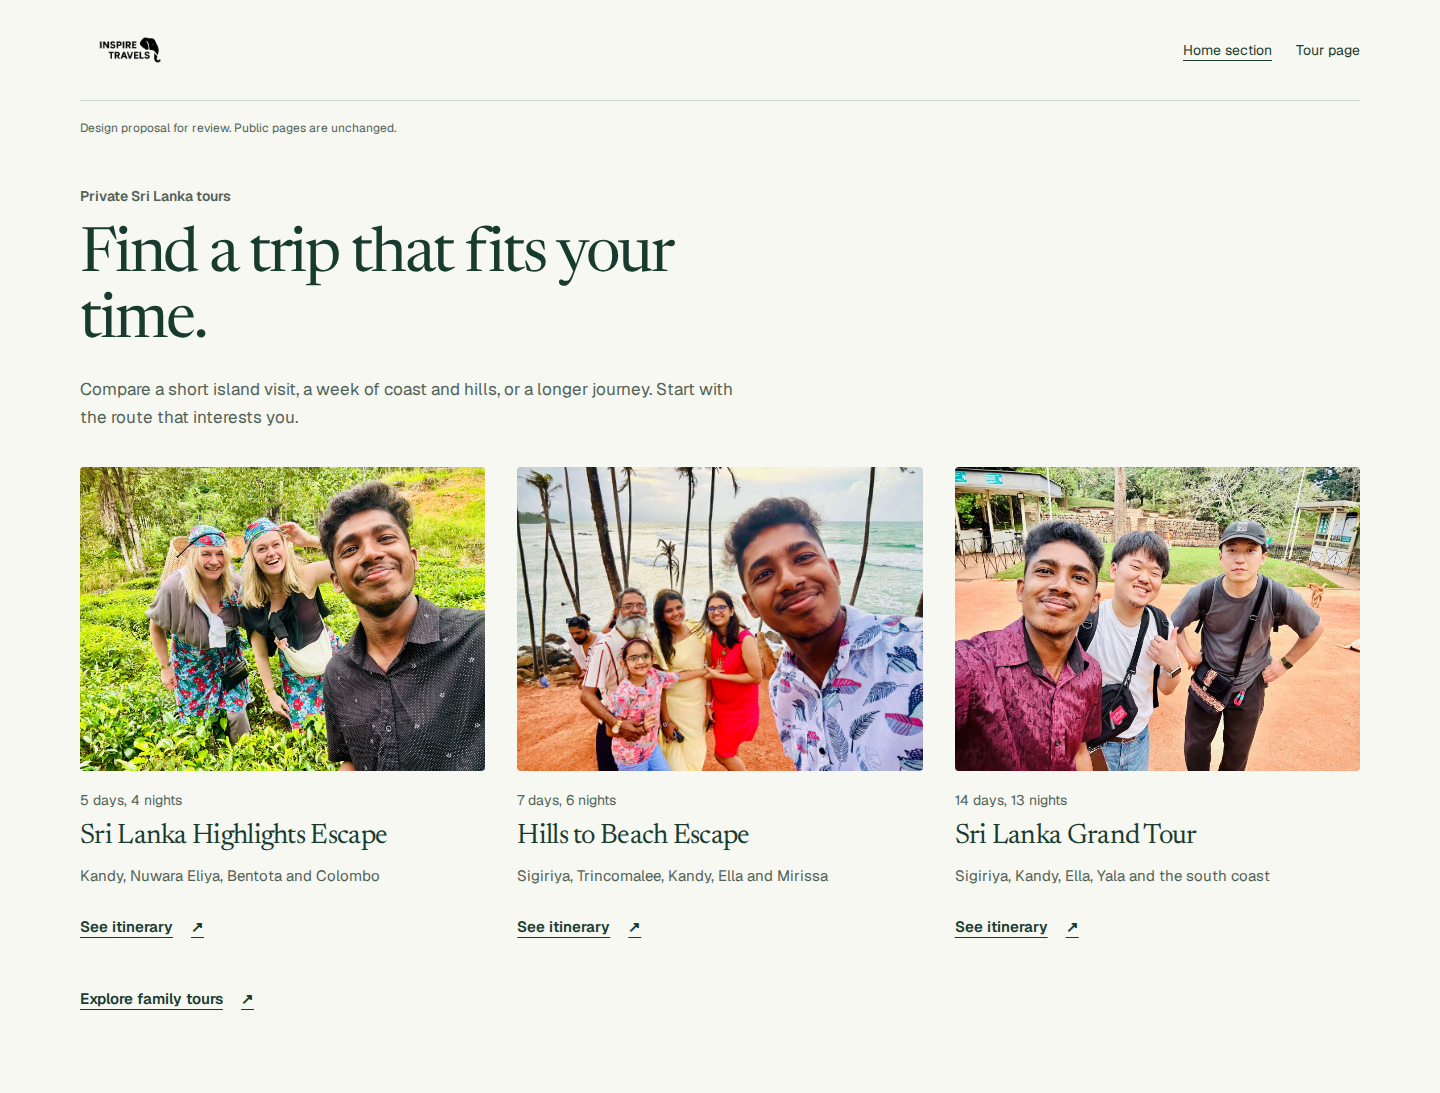 INSPIRE
TRAVELS
Home section
Tour page
Design proposal for review. Public pages are unchanged.
Private Sri Lanka tours
Find a trip that fits your
time.
Compare a short island visit, a week of coast and hills, or a longer journey. Start with
the route that interests you.
5 days, 4 nights
Sri Lanka Highlights Escape
Kandy, Nuwara Eliya, Bentota and Colombo
See itinerary ↗
7 days, 6 nights
Hills to Beach Escape
Sigiriya, Trincomalee, Kandy, Ella and Mirissa
See itinerary ↗
14 days, 13 nights
Sri Lanka Grand Tour
Sigiriya, Kandy, Ella, Yala and the south coast
See itinerary ↗
Explore family tours ↗